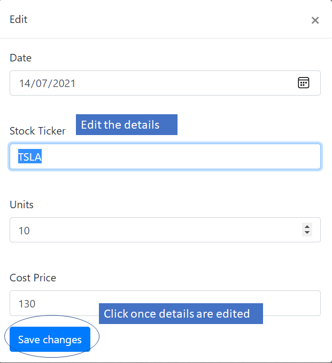 Edit ×
Date
14/07/2021
Stock Ticker Edit the details
TSLA
Units
10
Cost Price
130
Click once details are edited
Save changes